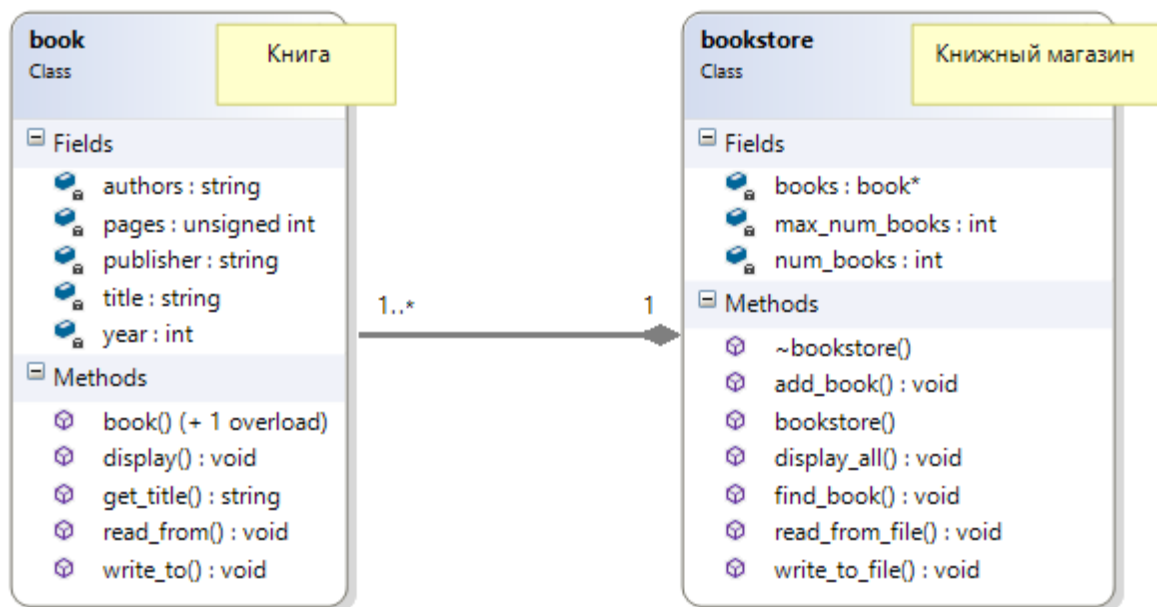 book
Class
Книга
Fields
authors : string
pages : unsigned int
publisher : string
title : string
year : int
Methods
book() (+ 1 overload)
display() : void
get_title() : string
read_from() : void
write_to() : void
1..*
1
bookstore
Class
Книжный магазин
Fields
books : book*
max_num_books : int
num_books : int
Methods
~bookstore()
add_book() : void
bookstore()
display_all() : void
find_book() : void
read_from_file() : void
write_to_file() : void